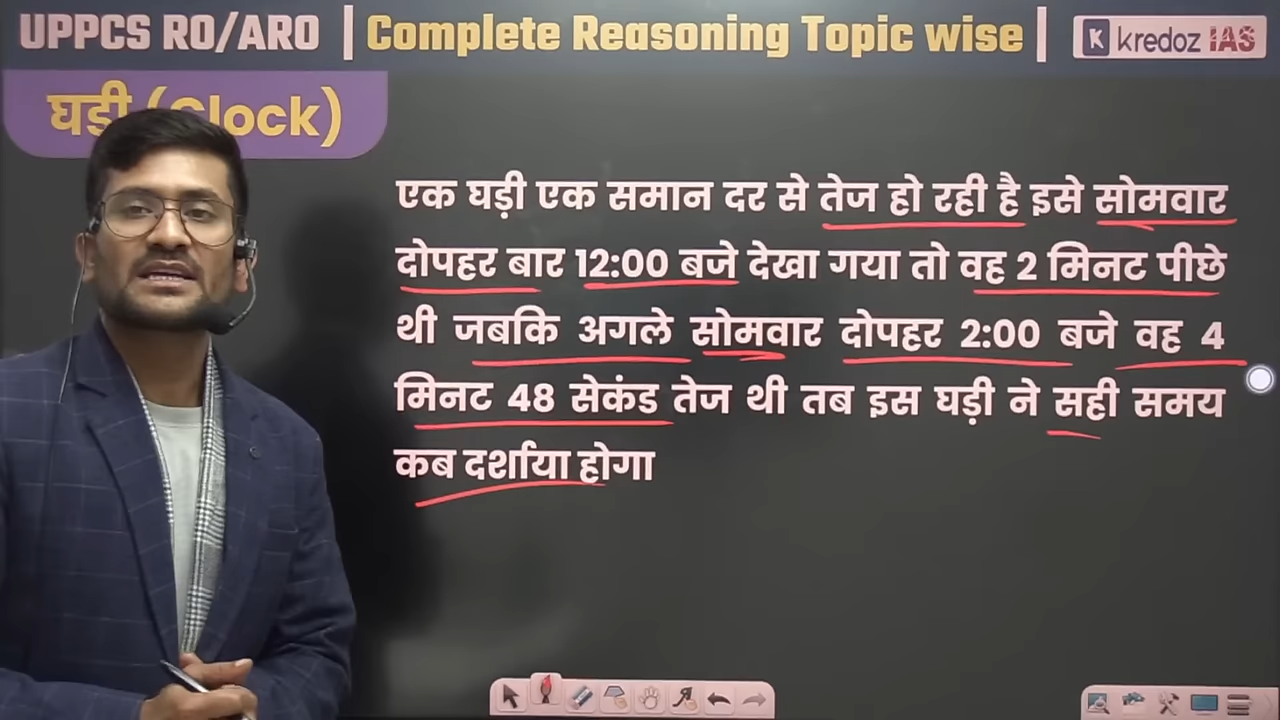 UPPCS RO/ARO | Complete Reasoning Topic wise |
K kredoz IAS
घड़ी (Clock)
एक घड़ी एक समान दर से तेज हो रही है इसे सोमवार
दोपहर बार 12:00 बजे देखा गया तो वह 2 मिनट पीछे
थी जबकि अगले सोमवार दोपहर 2:00 बजे वह 4
मिनट 48 सेकंड तेज थी तब इस घड़ी ने सही समय
कब दर्शाया होगा